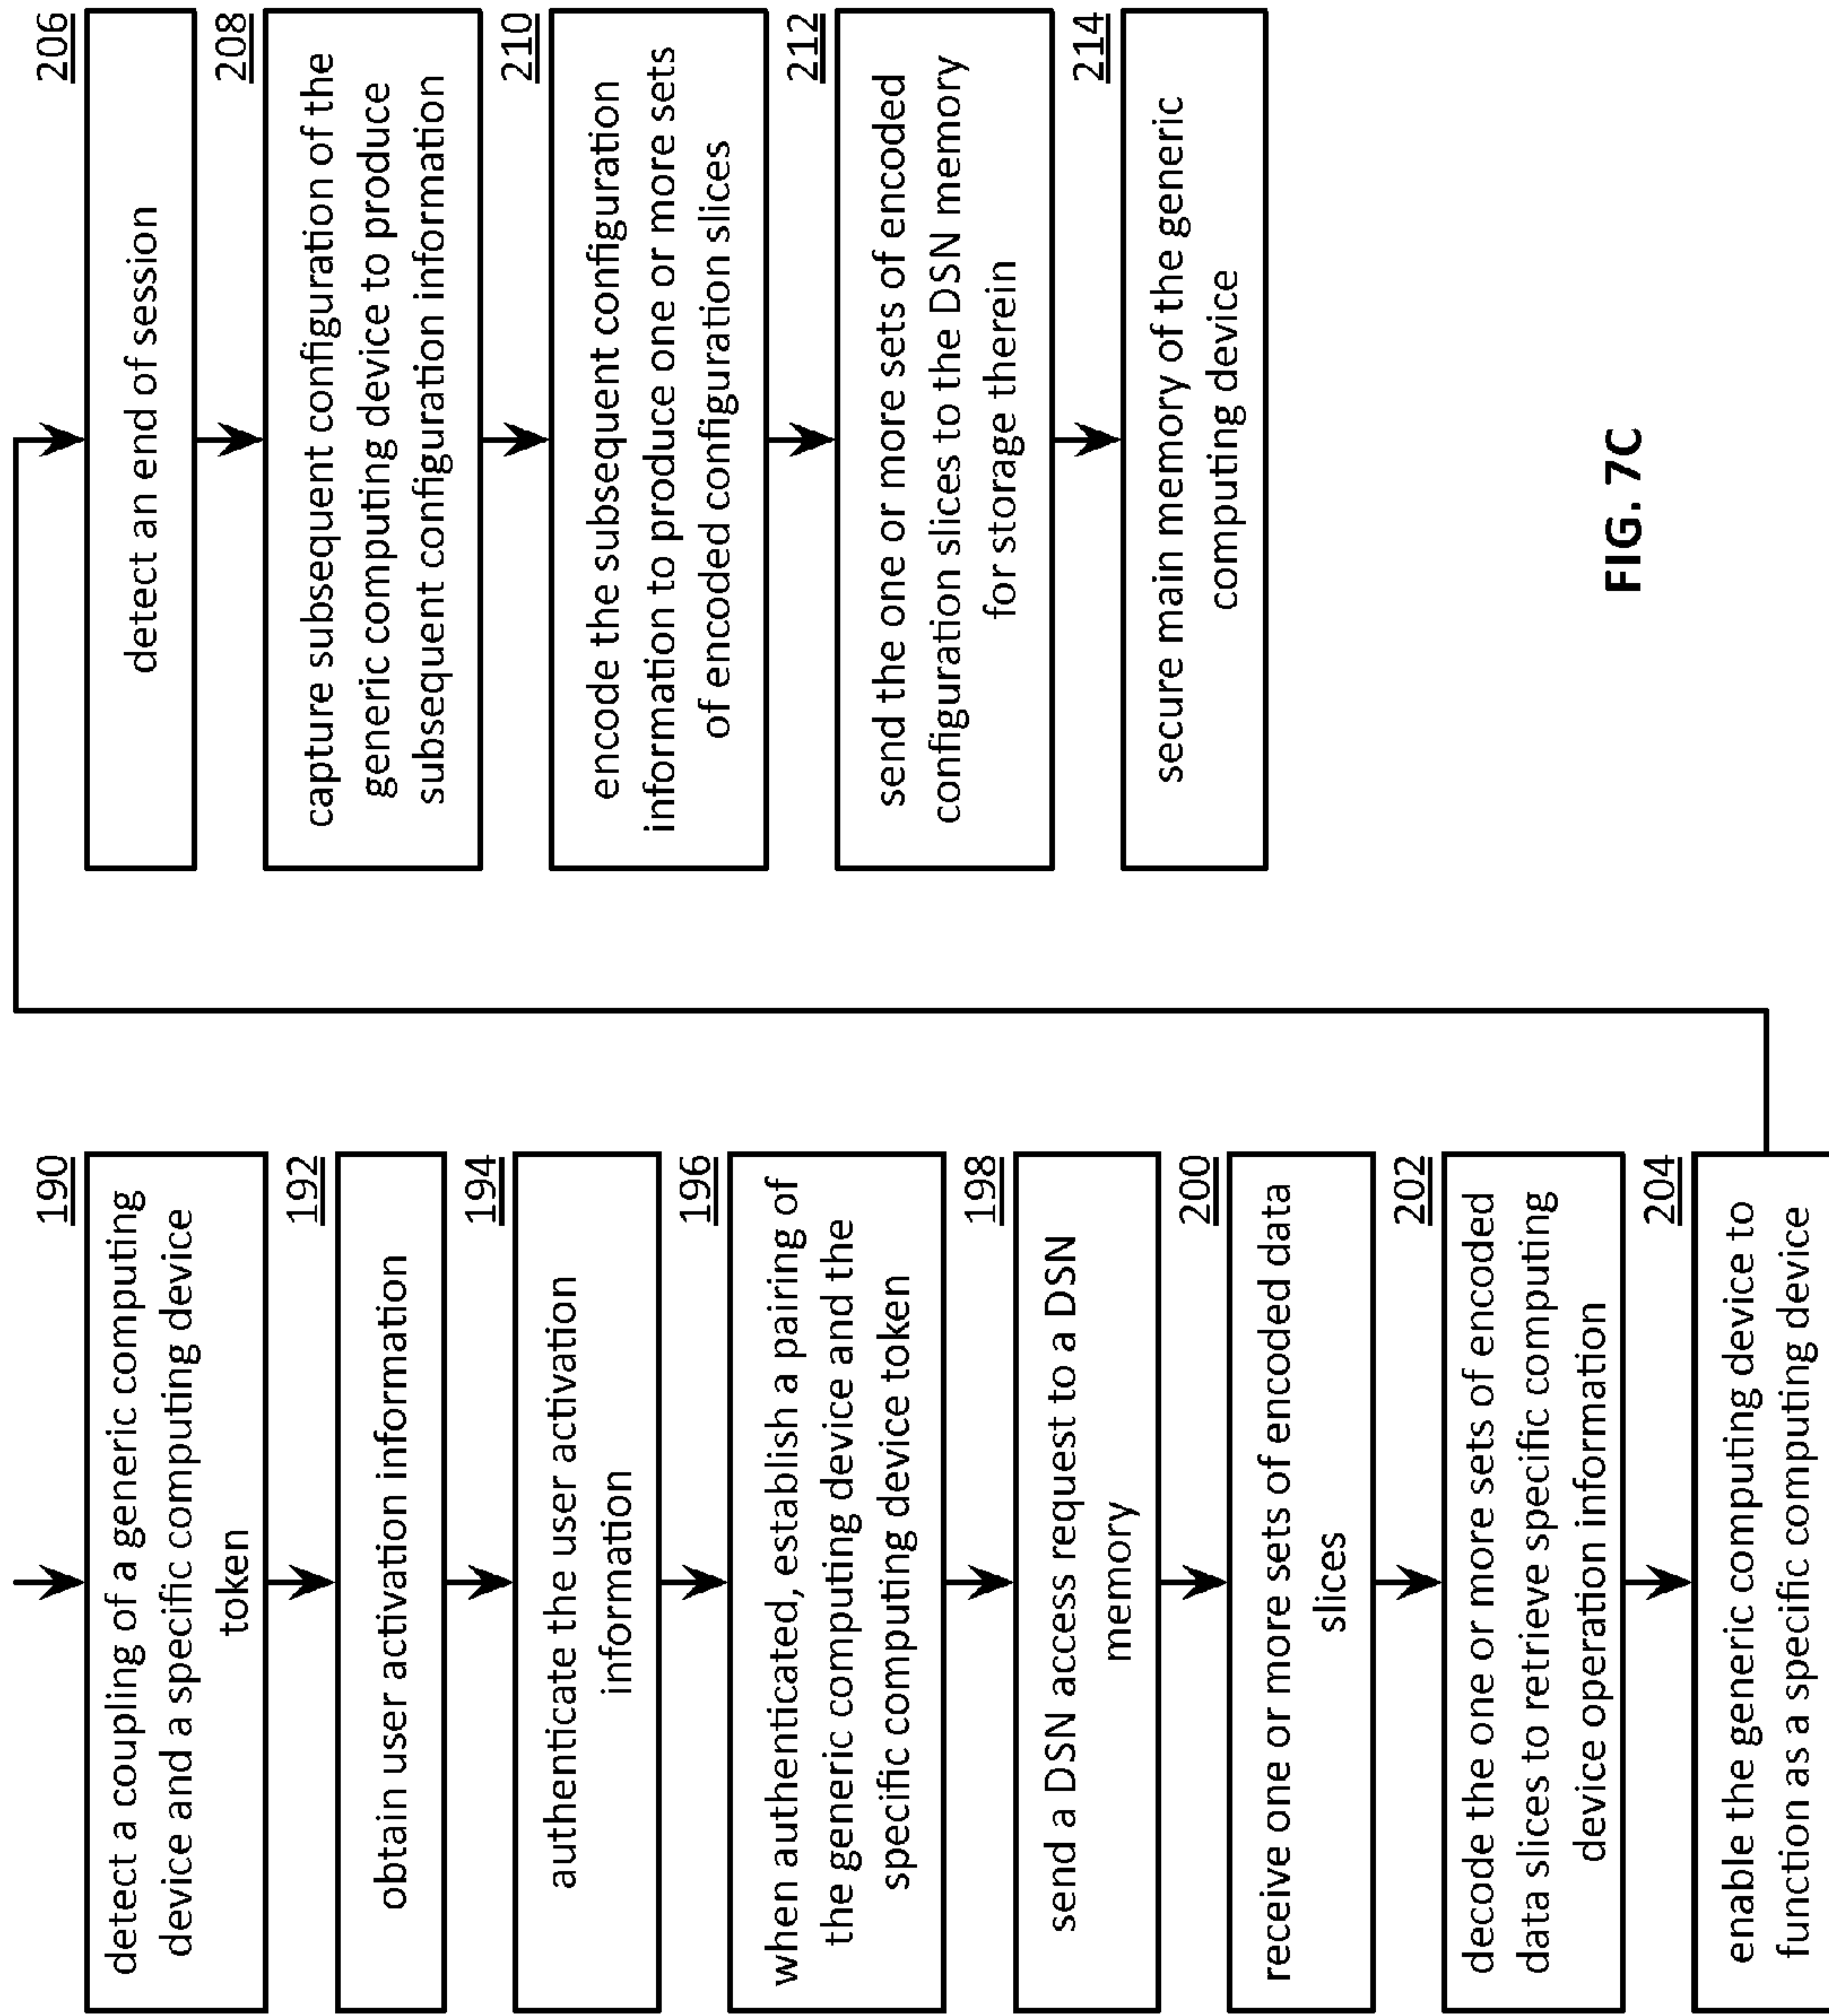 190
detect a coupling of a generic computing
device and a specific computing device
token
192
obtain user activation information
194
authenticate the user activation
information
196
when authenticated, establish a pairing of
the generic computing device and the
specific computing device token
198
send a DSN access request to a DSN
memory
200
receive one or more sets of encoded data
slices
202
decode the one or more sets of encoded
data slices to retrieve specific computing
device operation information
204
enable the generic computing device to
function as a specific computing device
206
detect an end of session
208
capture subsequent configuration of the
generic computing device to produce
subsequent configuration information
210
encode the subsequent configuration
information to produce one or more sets
of encoded configuration slices
212
send the one or more sets of encoded
configuration slices to the DSN memory
for storage therein
214
secure main memory of the generic
computing device
FIG. 7C